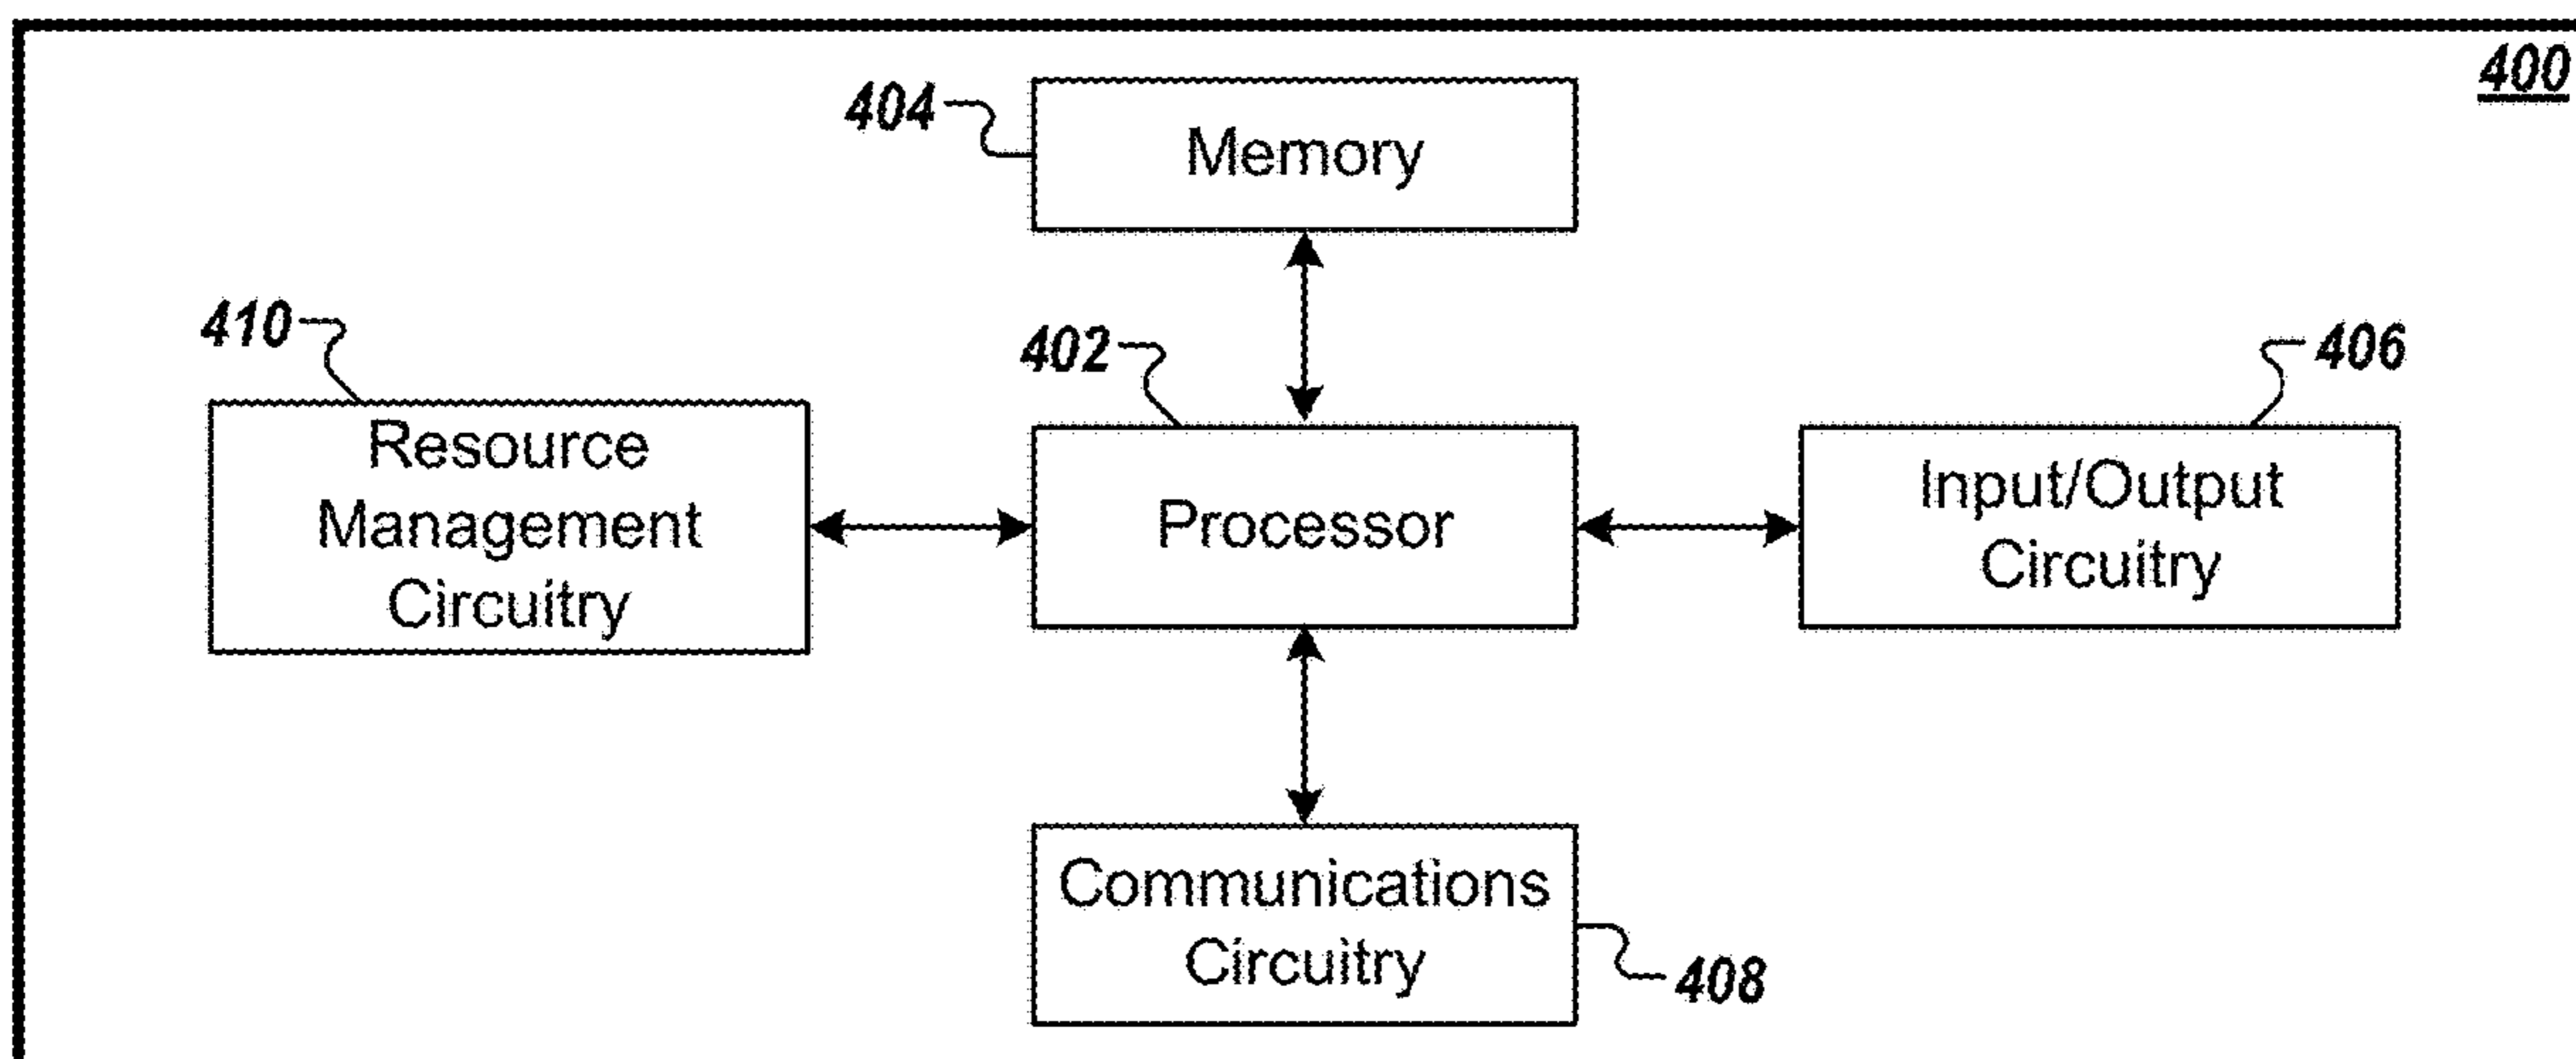 400
404
Memory
410
402
406
Resource
Management
Circuitry
Processor
Input/Output
Circuitry
Communications
Circuitry
408